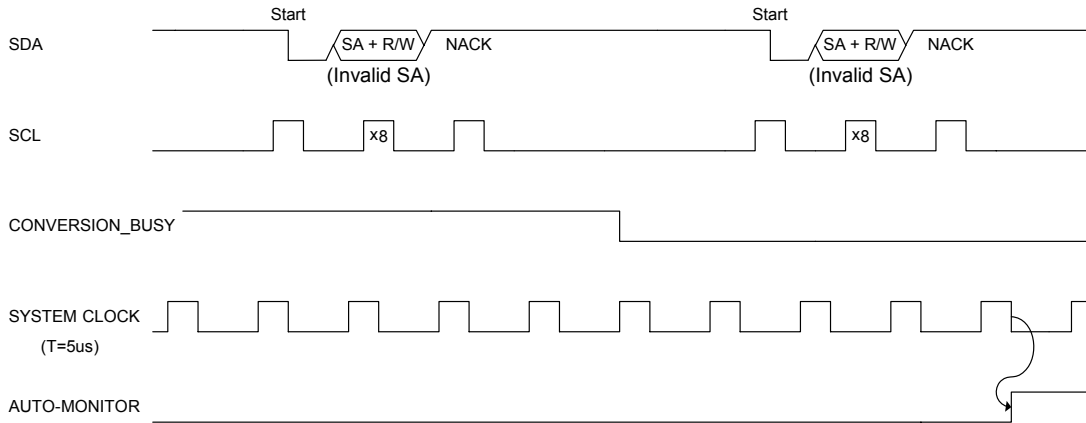 Start Start
SDA SA + R/W NACK SA + R/W NACK
(Invalid SA) (Invalid SA)
SCL x8 x8
CONVERSION_BUSY
SYSTEM CLOCK
(T=5us)
AUTO-MONITOR